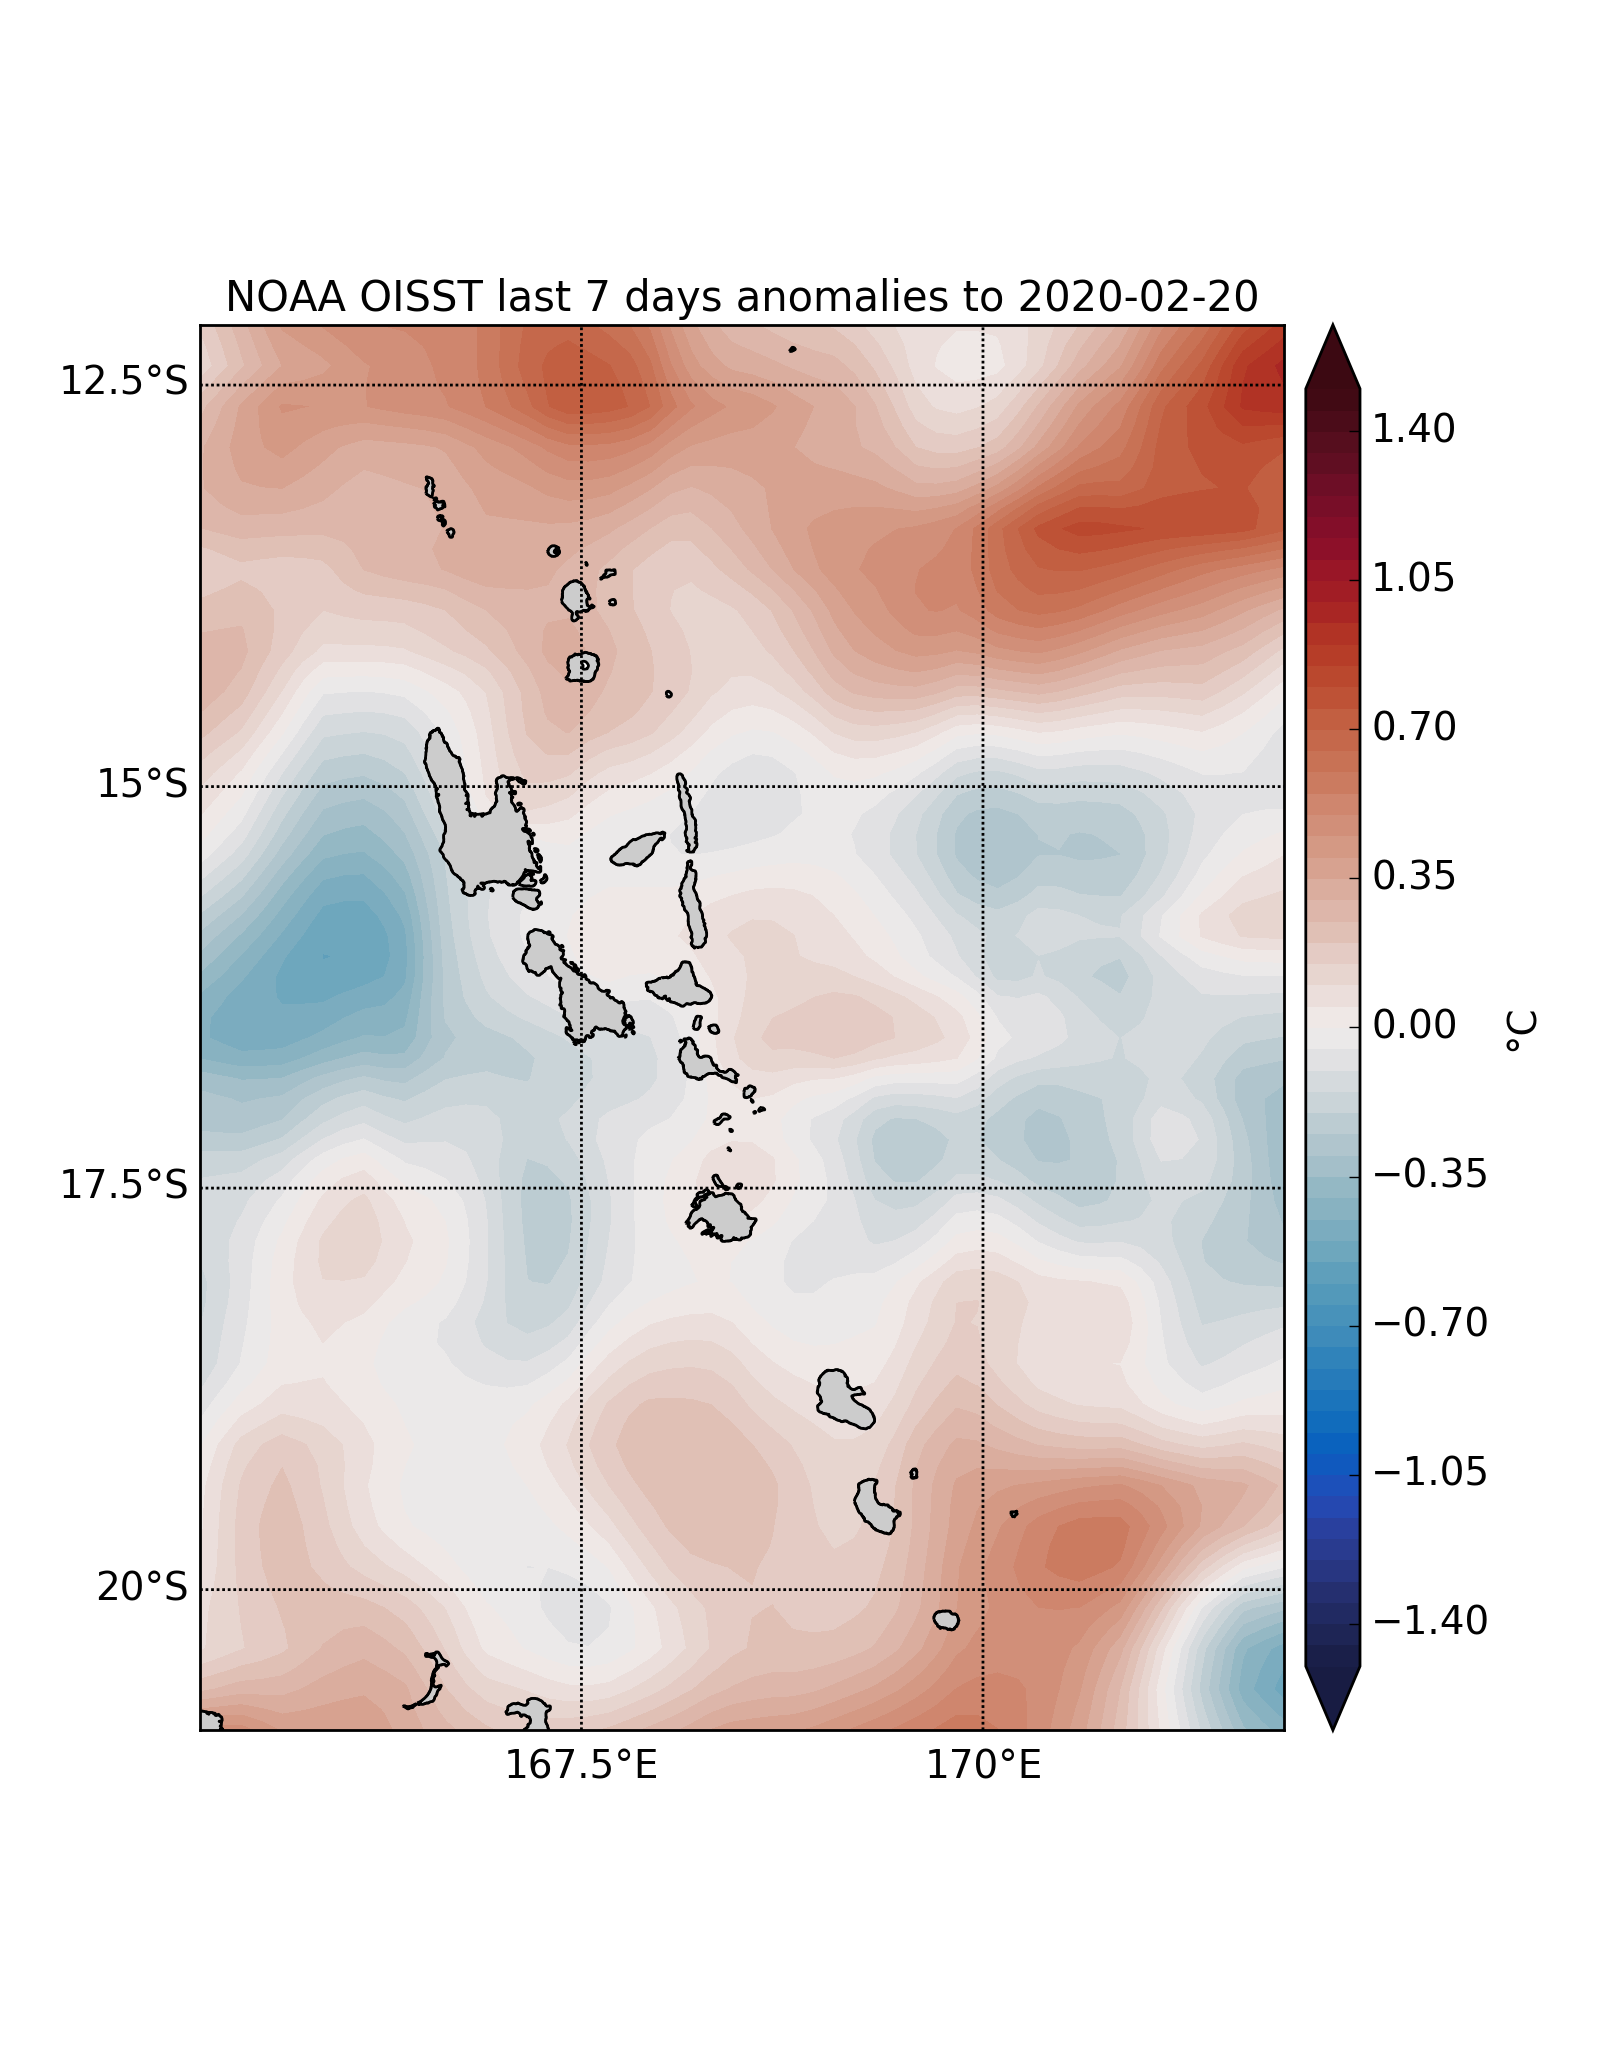 NOAA OISST last 7 days anomalies to 2020-02-20
12.5°S
15°S
17.5°S
20°S
167.5°E
170°E
1.40
1.05
0.70
0.35
0.00
−0.35
−0.70
−1.05
−1.40
°C